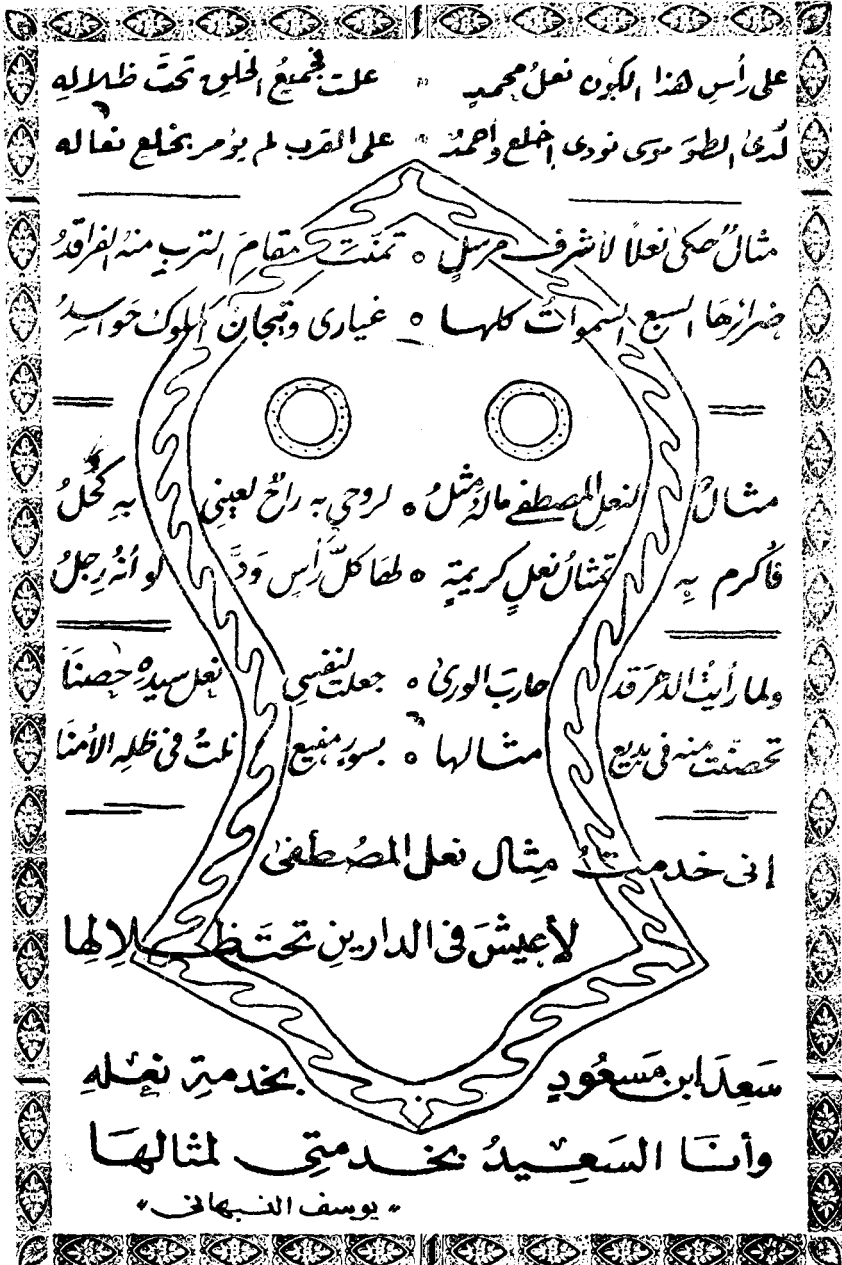 على رأس هذا الكون نعل محمد ° علت فجميع الخلق تحت ظلاله
لدى الطور موسى نودي اخلع وأحمد ° على القرب لم يؤمر بخلع نعاله
مثال حكى نعلا لأشرف مرسل ° تمنت مقام الترب منه الفراقد
ضرائرها السبع السموات كلها ° غيارى وتيجان الملوك حواسد
مثال لنعل المصطفى ماله مثل ° لروحي به راح لعيني به كحل
فأكرم به تمثال نعل كريمة ° لها كل رأس ود لو أنه رجل
ولما رأيت الدهر قد حارب الورى ° جعلت لنفسي نعل سيده حصنا
تحصنت منه في بديع مثالها ° بسور منيع نلت في ظله الأمنا
إني خدمت مثال نعل المصطفى
لأعيش في الدارين تحت ظلالها
سعد ابن مسعود بخدمة نعله
وأنا السعيد بخدمتي لمثالها
« يوسف النبهاني »